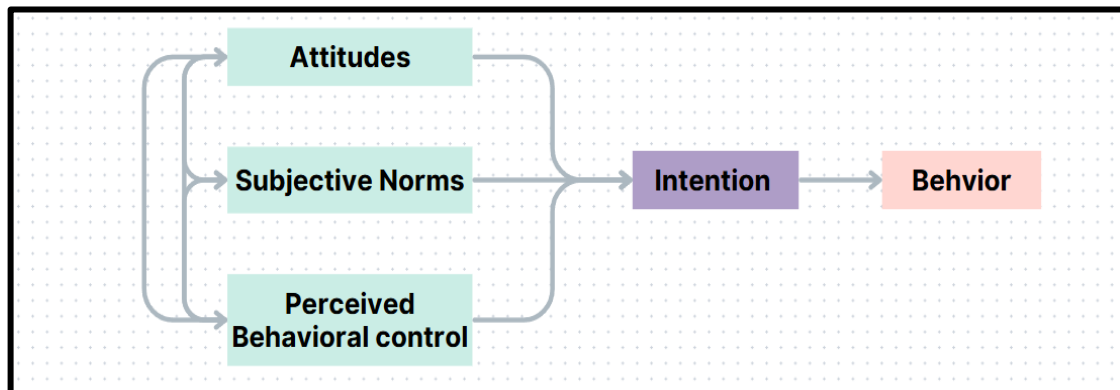 Attitudes
Subjective Norms
Intention
Behvior
Perceived
Behavioral control